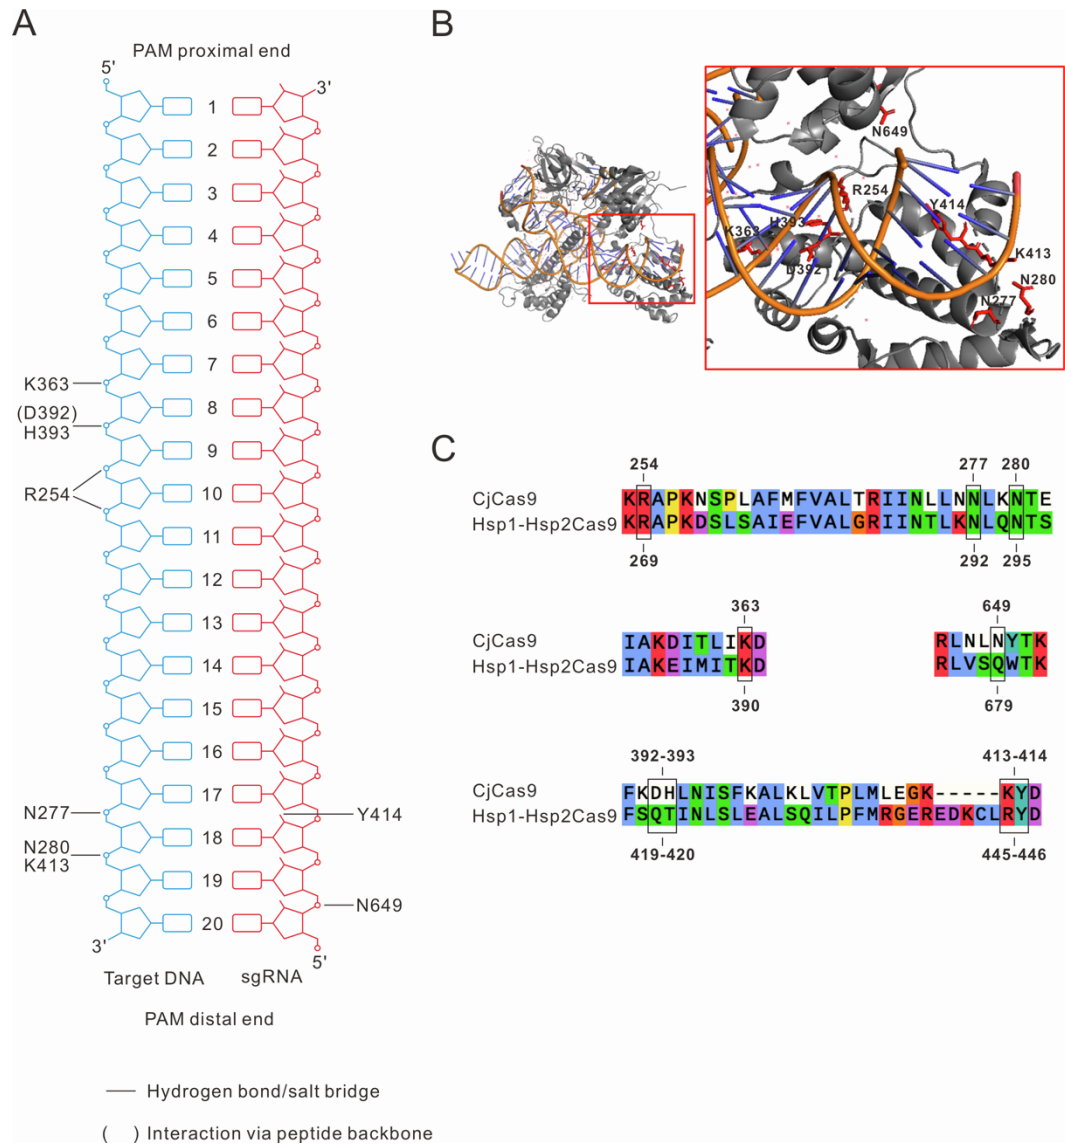 A
PAM proximal end
5'
3'
1
2
3
4
5
6
7
K363
8
(D392)
H393
9
R254
10
11
12
13
14
15
16
17
N277
Y414
18
N280
K413
19
N649
20
3'
5'
Target DNA
sgRNA
PAM distal end
Hydrogen bond/salt bridge
( ) Interaction via peptide backbone
B
N649
R254
Y414
H393
K363
D392
K413
N280
N277
C
254 277 280
CjCas9 KRAPKNSPLAFMFVALTRIINLLNNLKNTE
Hsp1-Hsp2Cas9 KRAPKDSLSAIEFVALGRIINTLKNLQNTS
269 292 295
363 649
CjCas9 IAKDITLIKD RLNLNYTK
Hsp1-Hsp2Cas9 IAKEIMITKD RLVSQWTK
390 679
392-393 413-414
CjCas9 FKDHLNISFKALKLVTPLMLEGK-----KYD
Hsp1-Hsp2Cas9 FSQTINLSLEALSQILPFMRGEREDKCLRYD
419-420 445-446